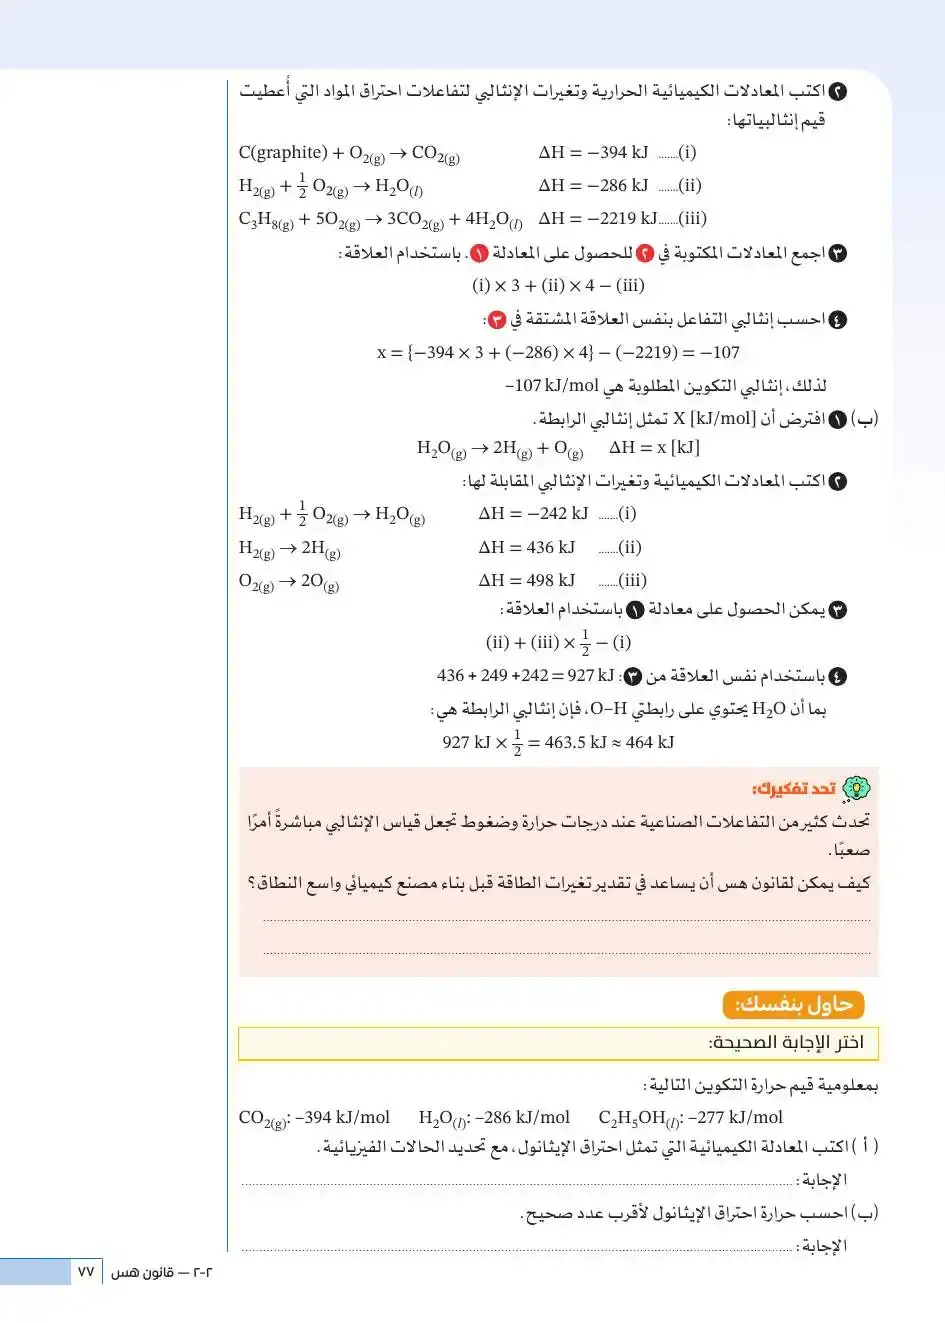 ❷ اكتب المعادلات الكيميائية الحرارية وتغيرات الإنثالبي لتفاعلات احتراق المواد التي أُعطيت
قيم إنثالبياتها:
C(graphite) + O₂(g) → CO₂(g) ΔH = −394 kJ .......(i)
H₂(g) + 1/2 O₂(g) → H₂O(l) ΔH = −286 kJ .......(ii)
C₃H₈(g) + 5O₂(g) → 3CO₂(g) + 4H₂O(l) ΔH = −2219 kJ.......(iii)
❸ اجمع المعادلات المكتوبة في ❷ للحصول على المعادلة ❶. باستخدام العلاقة:
(i) × 3 + (ii) × 4 − (iii)
❹ احسب إنثالبي التفاعل بنفس العلاقة المشتقة في ❸:
x = {−394 × 3 + (−286) × 4} − (−2219) = −107
لذلك، إنثالبي التكوين المطلوبة هي –107 kJ/mol
(ب) ❶ افترض أن X [kJ/mol] تمثل إنثالبي الرابطة.
H₂O(g) → 2H(g) + O(g) ΔH = x [kJ]
❷ اكتب المعادلات الكيميائية وتغيرات الإنثالبي المقابلة لها:
H₂(g) + 1/2 O₂(g) → H₂O(g) ΔH = −242 kJ .......(i)
H₂(g) → 2H(g) ΔH = 436 kJ .......(ii)
O₂(g) → 2O(g) ΔH = 498 kJ .......(iii)
❸ يمكن الحصول على معادلة ❶ باستخدام العلاقة:
(ii) + (iii) × 1/2 − (i)
❹ باستخدام نفس العلاقة من ❸: 436 + 249 +242 = 927 kJ
بما أن H₂O يحتوي على رابطتي O–H، فإن إنثالبي الرابطة هي:
927 kJ × 1/2 = 463.5 kJ ≈ 464 kJ
تحد تفكيرك:
تحدث كثير من التفاعلات الصناعية عند درجات حرارة وضغوط تجعل قياس الإنثالبي مباشرةً أمرًا
صعبًا.
كيف يمكن لقانون هس أن يساعد في تقدير تغيرات الطاقة قبل بناء مصنع كيميائي واسع النطاق؟
حاول بنفسك:
اختر الإجابة الصحيحة:
بمعلومية قيم حرارة التكوين التالية:
CO₂(g): –394 kJ/mol H₂O(l): –286 kJ/mol C₂H₅OH(l): –277 kJ/mol
( أ ) اكتب المعادلة الكيميائية التي تمثل احتراق الإيثانول، مع تحديد الحالات الفيزيائية.
الإجابة:
(ب) احسب حرارة احتراق الإيثانول لأقرب عدد صحيح.
الإجابة:
٢-٢ — قانون هس ٧٧